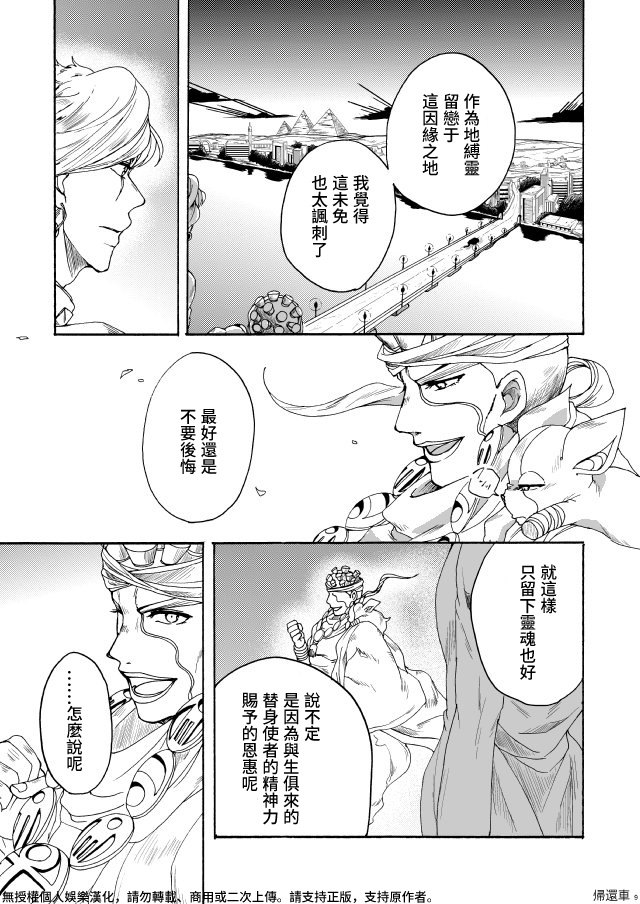 作為地縛靈
留戀于
這因緣之地
我覺得
這未免
也太諷刺了
最好還是
不要後悔
就這樣
只留下靈魂也好
說不定
是因為與生俱來的
替身使者的精神力
賜予的恩惠呢
……怎麼說呢
無授權個人娛樂漢化，請勿轉載、商用或二次上傳。請支持正版，支持原作者。
帰還車。9